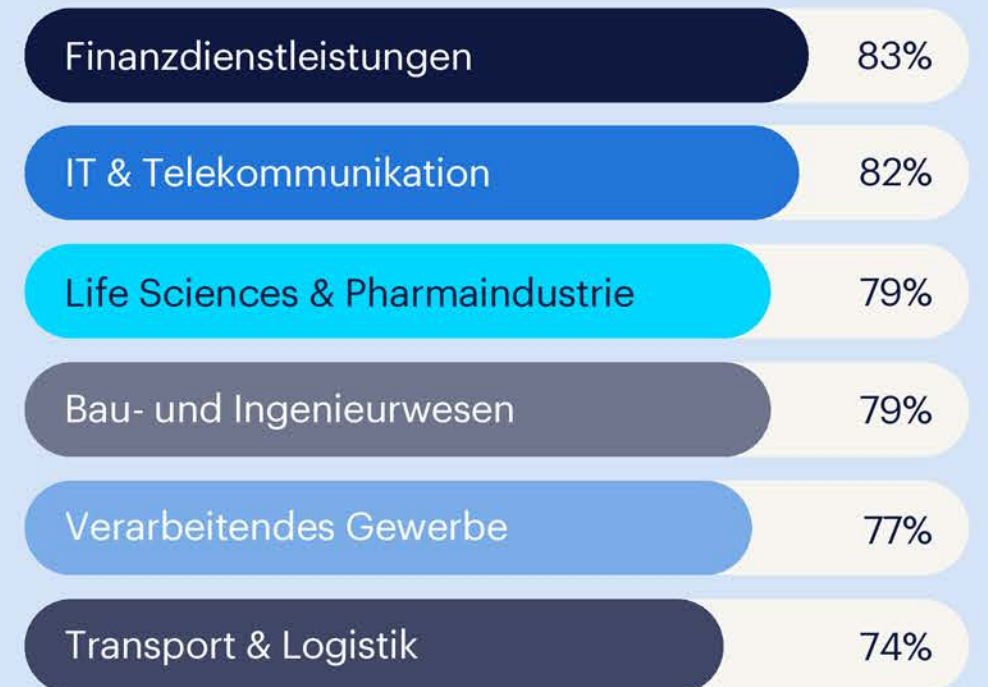 Finanzdienstleistungen 83%
IT & Telekommunikation 82%
Life Sciences & Pharmaindustrie 79%
Bau- und Ingenieurwesen 79%
Verarbeitendes Gewerbe 77%
Transport & Logistik 74%